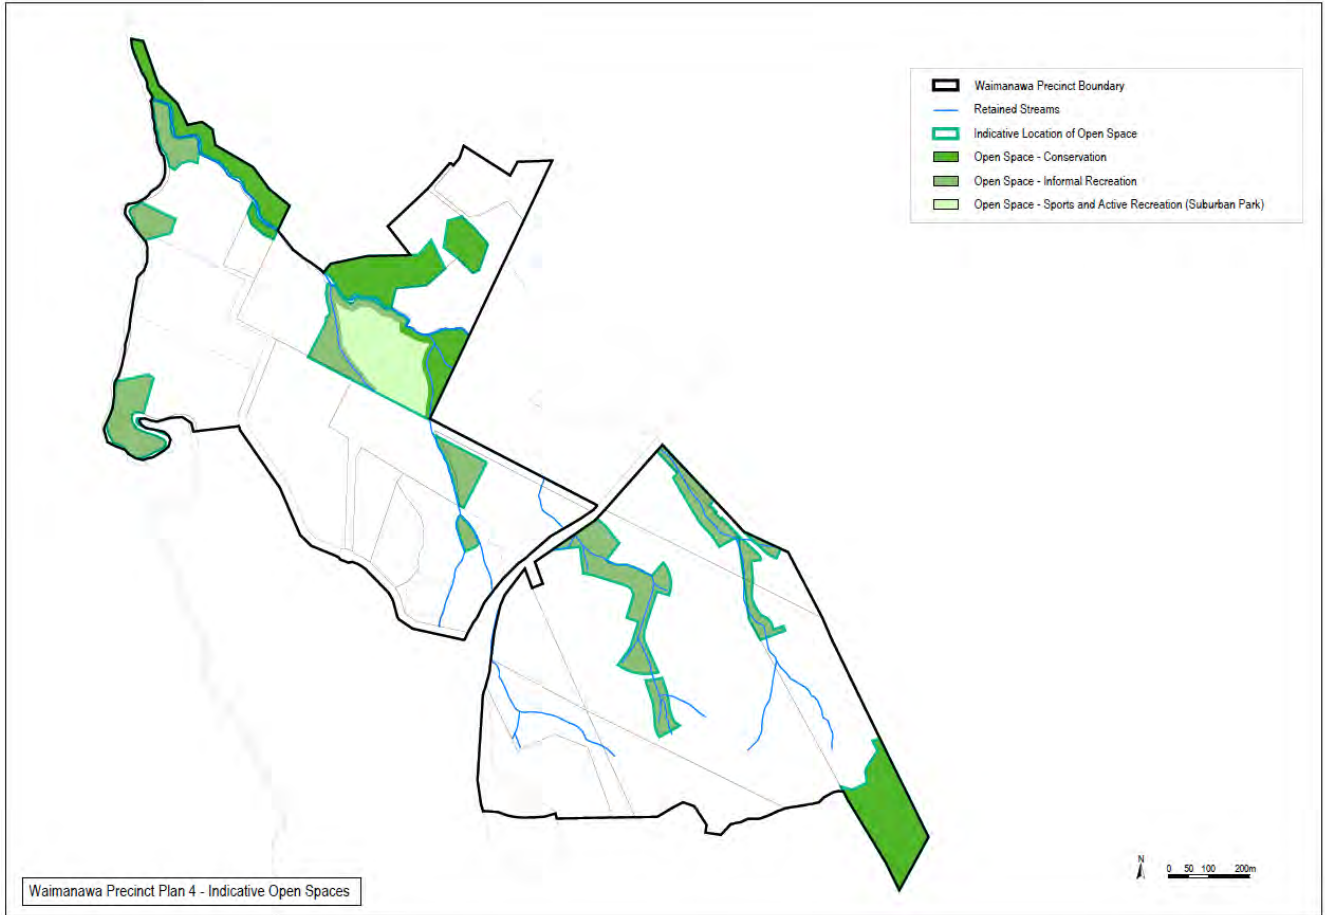 Waimanawa Precinct Boundary
Retained Streams
Indicative Location of Open Space
Open Space - Conservation
Open Space - Informal Recreation
Open Space - Sports and Active Recreation (Suburban Park)
N
0 50 100 200m
Waimanawa Precinct Plan 4 - Indicative Open Spaces